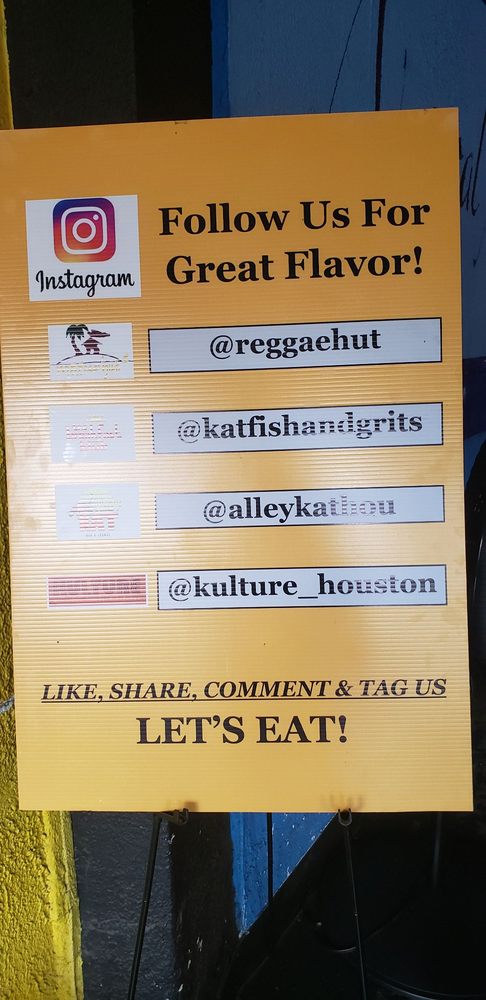 Instagram
Follow Us For
Great Flavor!
@reggaehut
@katfishandgrits
@alleykathou
@kulture_houston
LIKE, SHARE, COMMENT & TAG US
LET'S EAT!